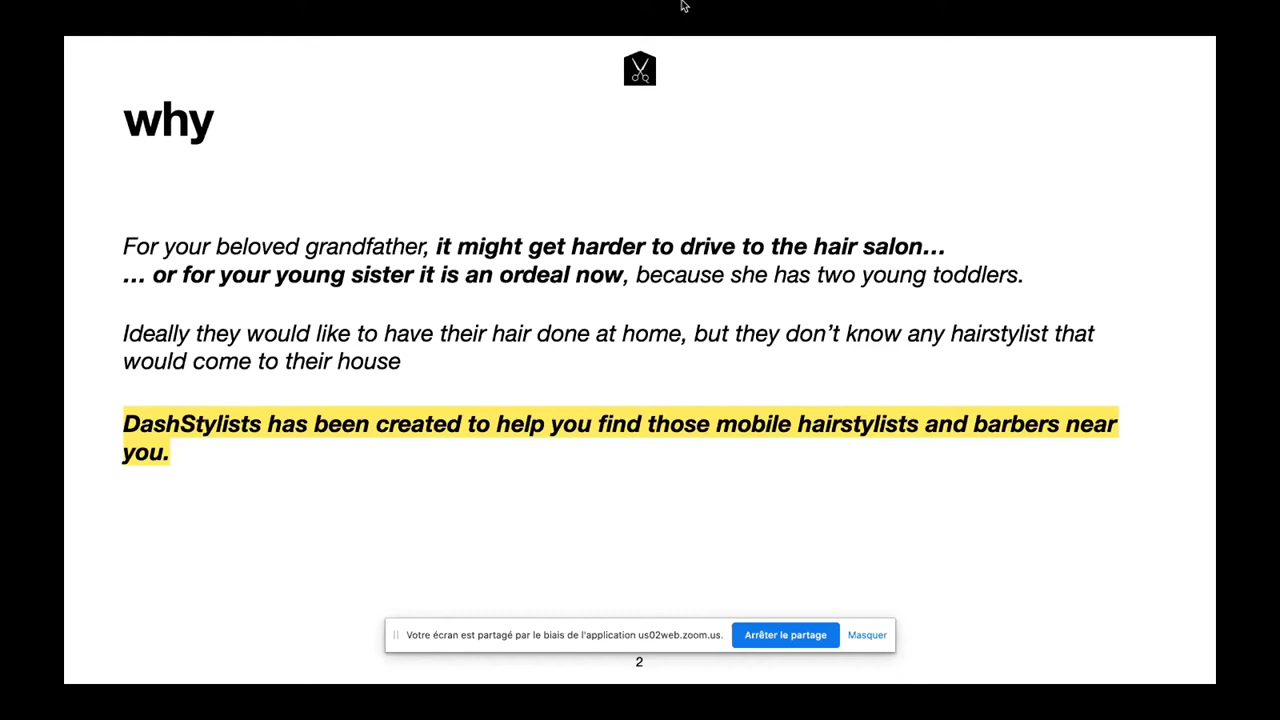 why
For your beloved grandfather, it might get harder to drive to the hair salon…
… or for your young sister it is an ordeal now, because she has two young toddlers.
Ideally they would like to have their hair done at home, but they don’t know any hairstylist that
would come to their house
DashStylists has been created to help you find those mobile hairstylists and barbers near
you.
Votre écran est partagé par le biais de l'application us02web.zoom.us. Arrêter le partage Masquer
2